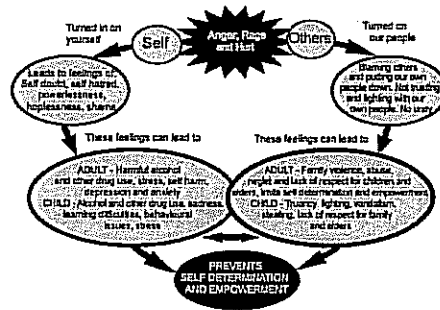 Turned in on
yourself
Self
Anger, Rage
and Hurt
Others
Turned on
our people
Leads to feelings of:
Self doubt, self hatred,
powerlessness,
hoplessness, shame
Blaming others
and putting our own
people down. Not trusting
and fighting with our
own people. No unity
These feelings can lead to
These feelings can lead to
ADULT - Harmful alcohol
and other drug use, stress, self harm,
depression and anxiety
CHILD - Alcohol and other drug use, sadness,
learning difficulties, behavioural
issues, stress
ADULT - Family violence, abuse,
neglect and lack of respect for children and
elders, limits self determination and empowerment
CHILD - Truancy, fighting, vandalism,
stealing, lack of respect for family
and elders
PREVENTS
SELF DETERMINATION
AND EMPOWERMENT